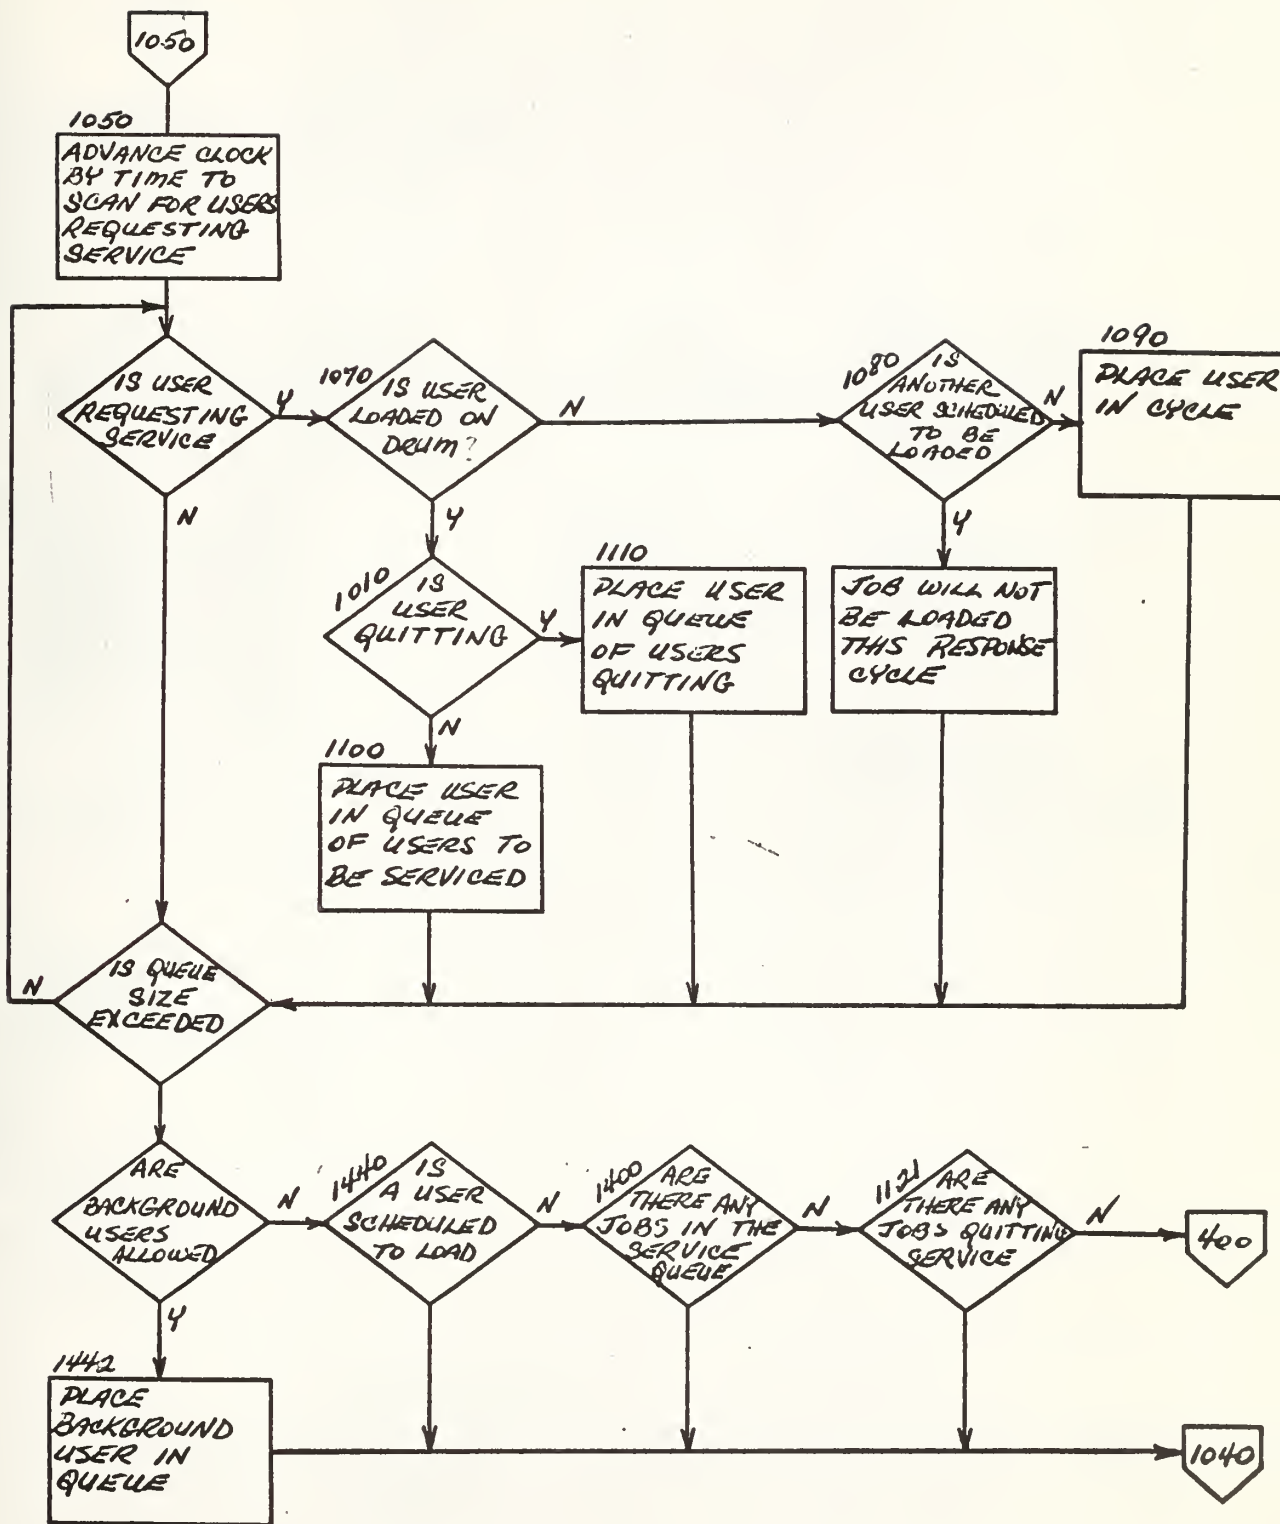 1050
1050
ADVANCE CLOCK
BY TIME TO
SCAN FOR USERS
REQUESTING
SERVICE
IS USER
REQUESTING
SERVICE
Y
N
1070
IS USER
LOADED ON
DRUM?
N
Y
1080
IS
ANOTHER
USER SCHEDULED
TO BE
LOADED
N
Y
1090
PLACE USER
IN CYCLE
1010
IS
USER
QUITTING
Y
N
1110
PLACE USER
IN QUEUE
OF USERS
QUITTING
JOB WILL NOT
BE LOADED
THIS RESPONSE
CYCLE
1100
PLACE USER
IN QUEUE
OF USERS TO
BE SERVICED
IS QUEUE
SIZE
EXCEEDED
N
ARE
BACKGROUND
USERS
ALLOWED
N
Y
1440
IS
A USER
SCHEDULED
TO LOAD
N
1400
ARE
THERE ANY
JOBS IN THE
SERVICE
QUEUE
N
1121
ARE
THERE ANY
JOBS QUITTING
SERVICE
N
400
1442
PLACE
BACKGROUND
USER IN
QUEUE
1040